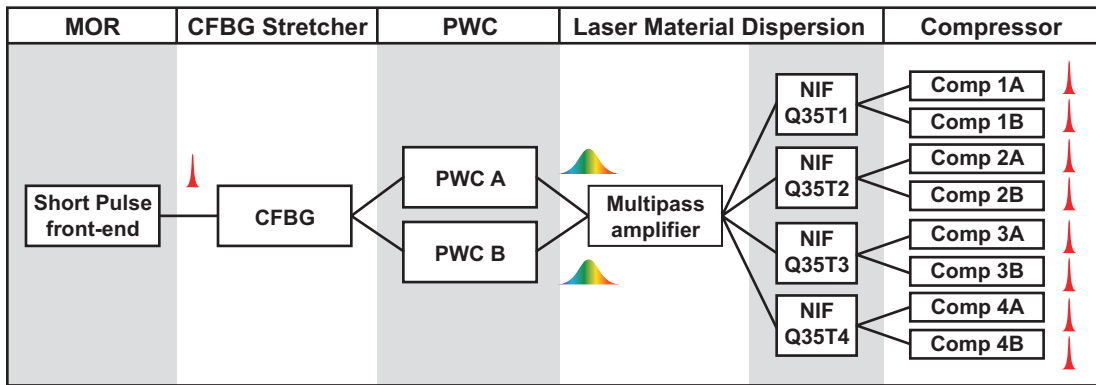 MOR
CFBG Stretcher
PWC
Laser Material Dispersion
Compressor
Short Pulse
front-end
CFBG
PWC A
PWC B
Multipass
amplifier
NIF
Q35T1
NIF
Q35T2
NIF
Q35T3
NIF
Q35T4
Comp 1A
Comp 1B
Comp 2A
Comp 2B
Comp 3A
Comp 3B
Comp 4A
Comp 4B